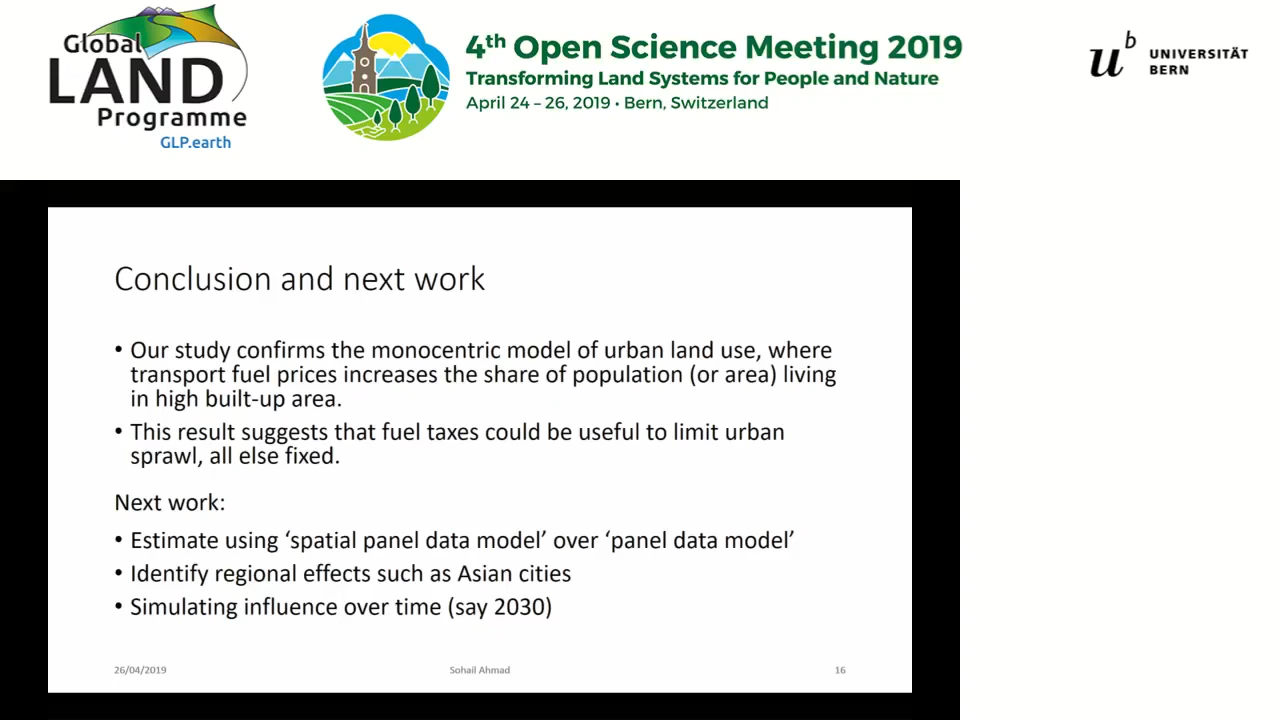 Global
LAND
Programme
GLP.earth
4th Open Science Meeting 2019
Transforming Land Systems for People and Nature
April 24 – 26, 2019 • Bern, Switzerland
u b
UNIVERSITÄT
BERN
Conclusion and next work
• Our study confirms the monocentric model of urban land use, where
transport fuel prices increases the share of population (or area) living
in high built-up area.
• This result suggests that fuel taxes could be useful to limit urban
sprawl, all else fixed.
Next work:
• Estimate using ‘spatial panel data model’ over ‘panel data model’
• Identify regional effects such as Asian cities
• Simulating influence over time (say 2030)
26/04/2019
Sohail Ahmad
16